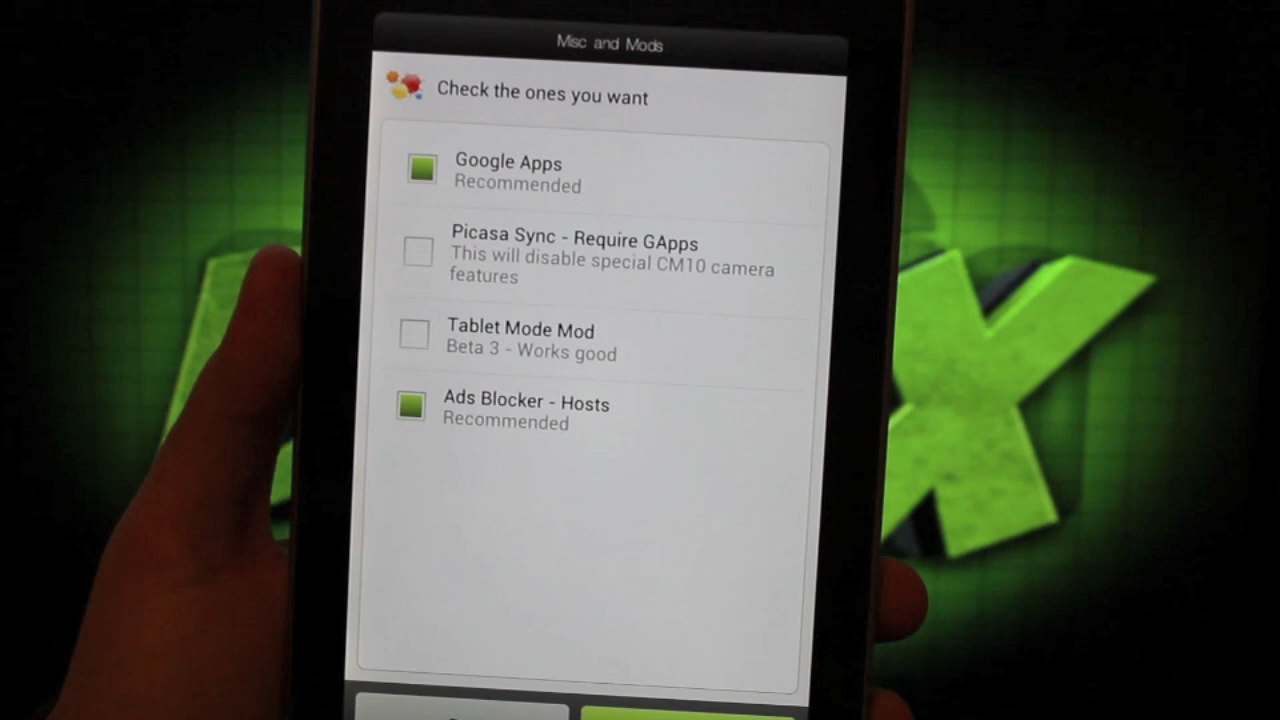 Misc and Mods
Check the ones you want
Google Apps
Recommended
Picasa Sync - Require GApps
This will disable special CM10 camera
features
Tablet Mode Mod
Beta 3 - Works good
Ads Blocker - Hosts
Recommended
X